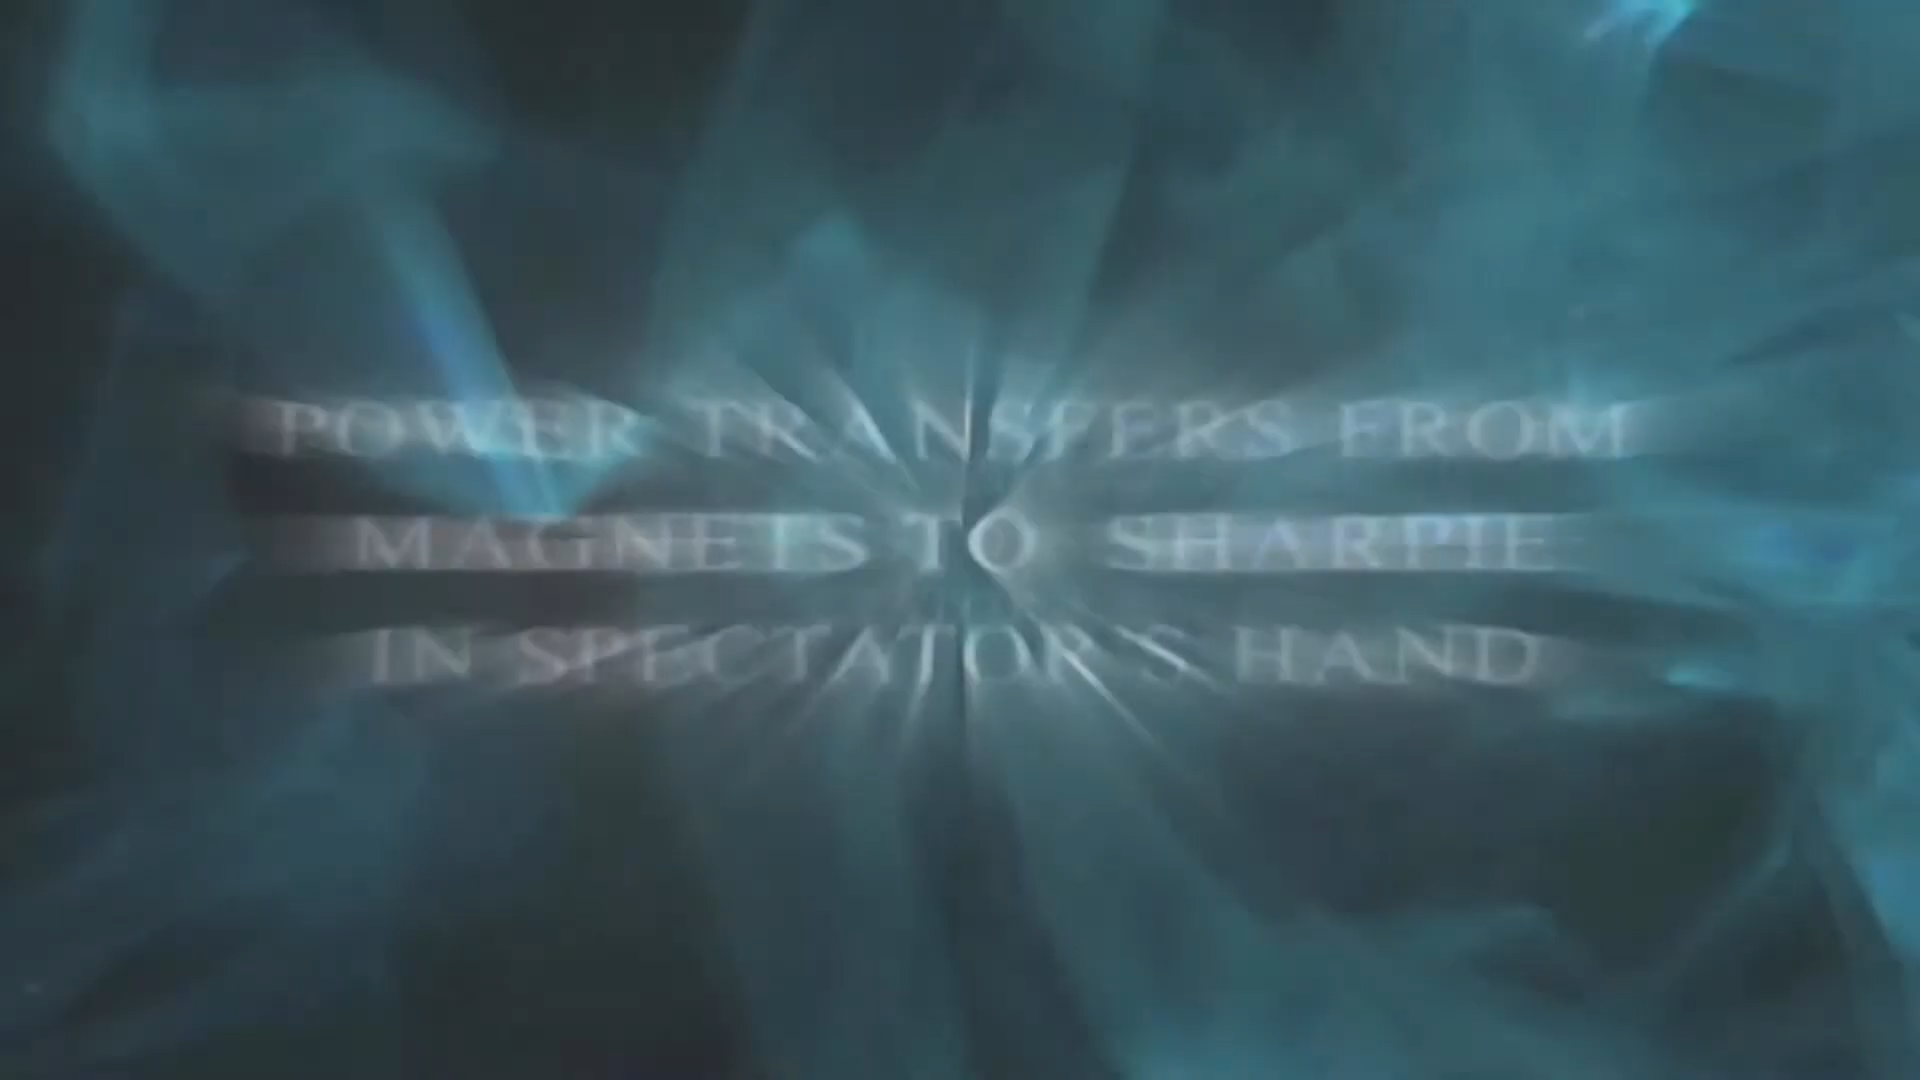 POWER TRANSFERS FROM
MAGNETS TO SHARPIE
IN SPECTATOR'S HAND